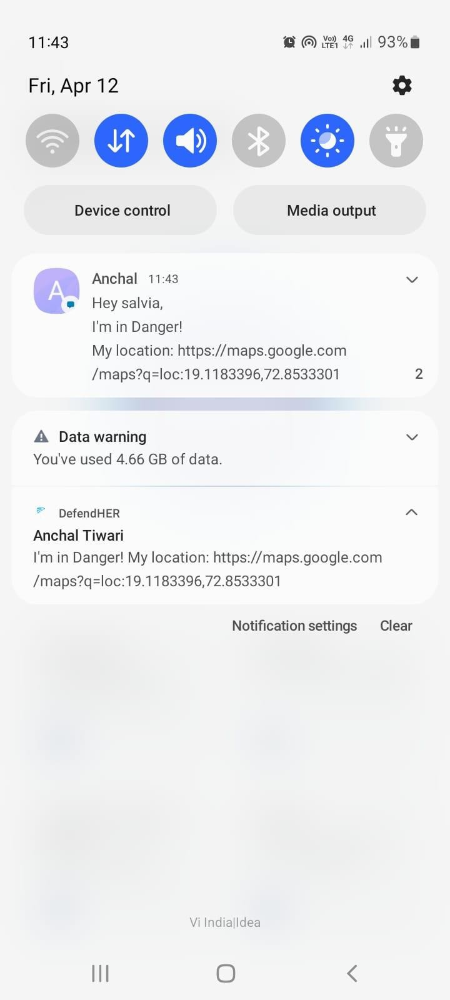 11:43
Vo)) LTE1 4G 93%
Fri, Apr 12
Device control
Media output
A
Anchal 11:43
Hey salvia,
I'm in Danger!
My location: https://maps.google.com
/maps?q=loc:19.1183396,72.8533301 2
Data warning
You've used 4.66 GB of data.
DefendHER
Anchal Tiwari
I'm in Danger! My location: https://maps.google.com
/maps?q=loc:19.1183396,72.8533301
Notification settings Clear
Vi India|Idea